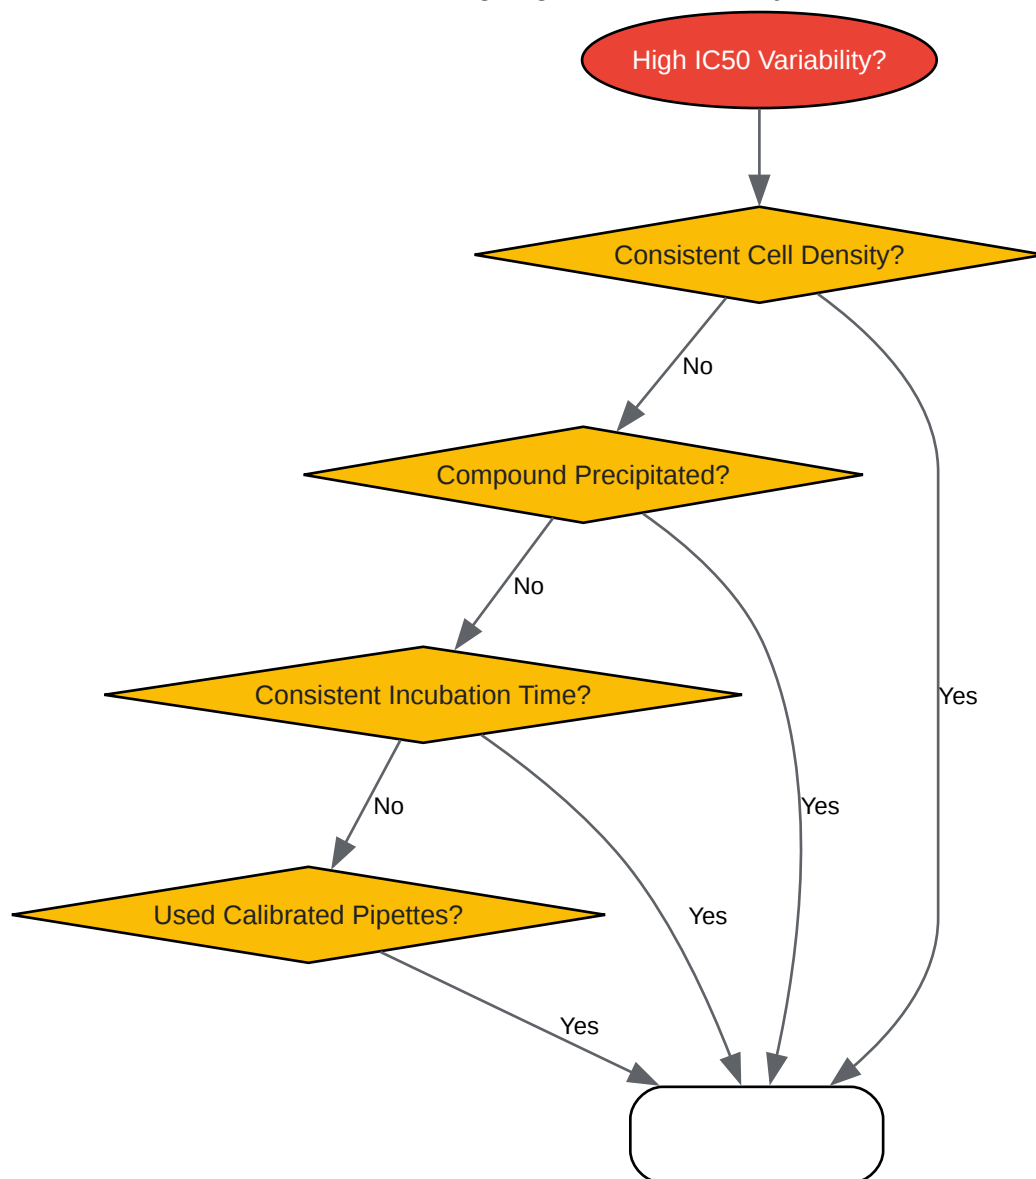 High IC50 Variability?
Consistent Cell Density?
No
Compound Precipitated?
No
Consistent Incubation Time?
Yes
No
Yes
Used Calibrated Pipettes?
Yes
Yes